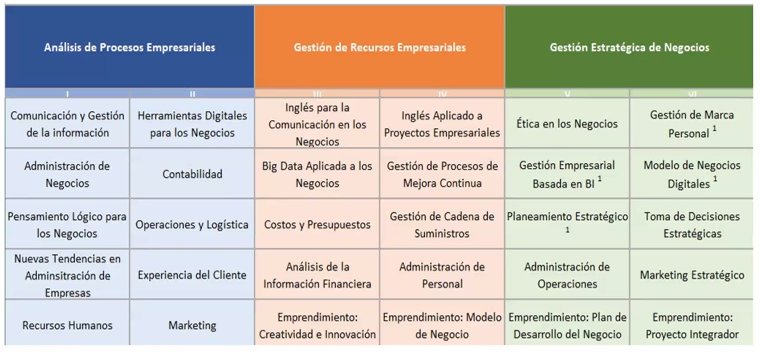 Análisis de Procesos Empresariales
Gestión de Recursos Empresariales
Gestión Estratégica de Negocios
I
II
III
IV
V
VI
Comunicación y Gestión
de la información
Herramientas Digitales
para los Negocios
Inglés para la
Comunicación en los
Negocios
Inglés Aplicado a
Proyectos Empresariales
Ética en los Negocios
Gestión de Marca
Personal 1
Administración de
Negocios
Contabilidad
Big Data Aplicada a los
Negocios
Gestión de Procesos de
Mejora Continua
Gestión Empresarial
Basada en BI 1
Modelo de Negocios
Digitales 1
Pensamiento Lógico para
los Negocios
Operaciones y Logística
Costos y Presupuestos
Gestión de Cadena de
Suministros
Planeamiento Estratégico
1
Toma de Decisiones
Estratégicas
Nuevas Tendencias en
Adminsitración de
Empresas
Experiencia del Cliente
Análisis de la
Información Financiera
Administración de
Personal
Administración de
Operaciones
Marketing Estratégico
Recursos Humanos
Marketing
Emprendimiento:
Creatividad e Innovación
Emprendimiento: Modelo
de Negocio
Emprendimiento: Plan de
Desarrollo del Negocio
Emprendimiento:
Proyecto Integrador